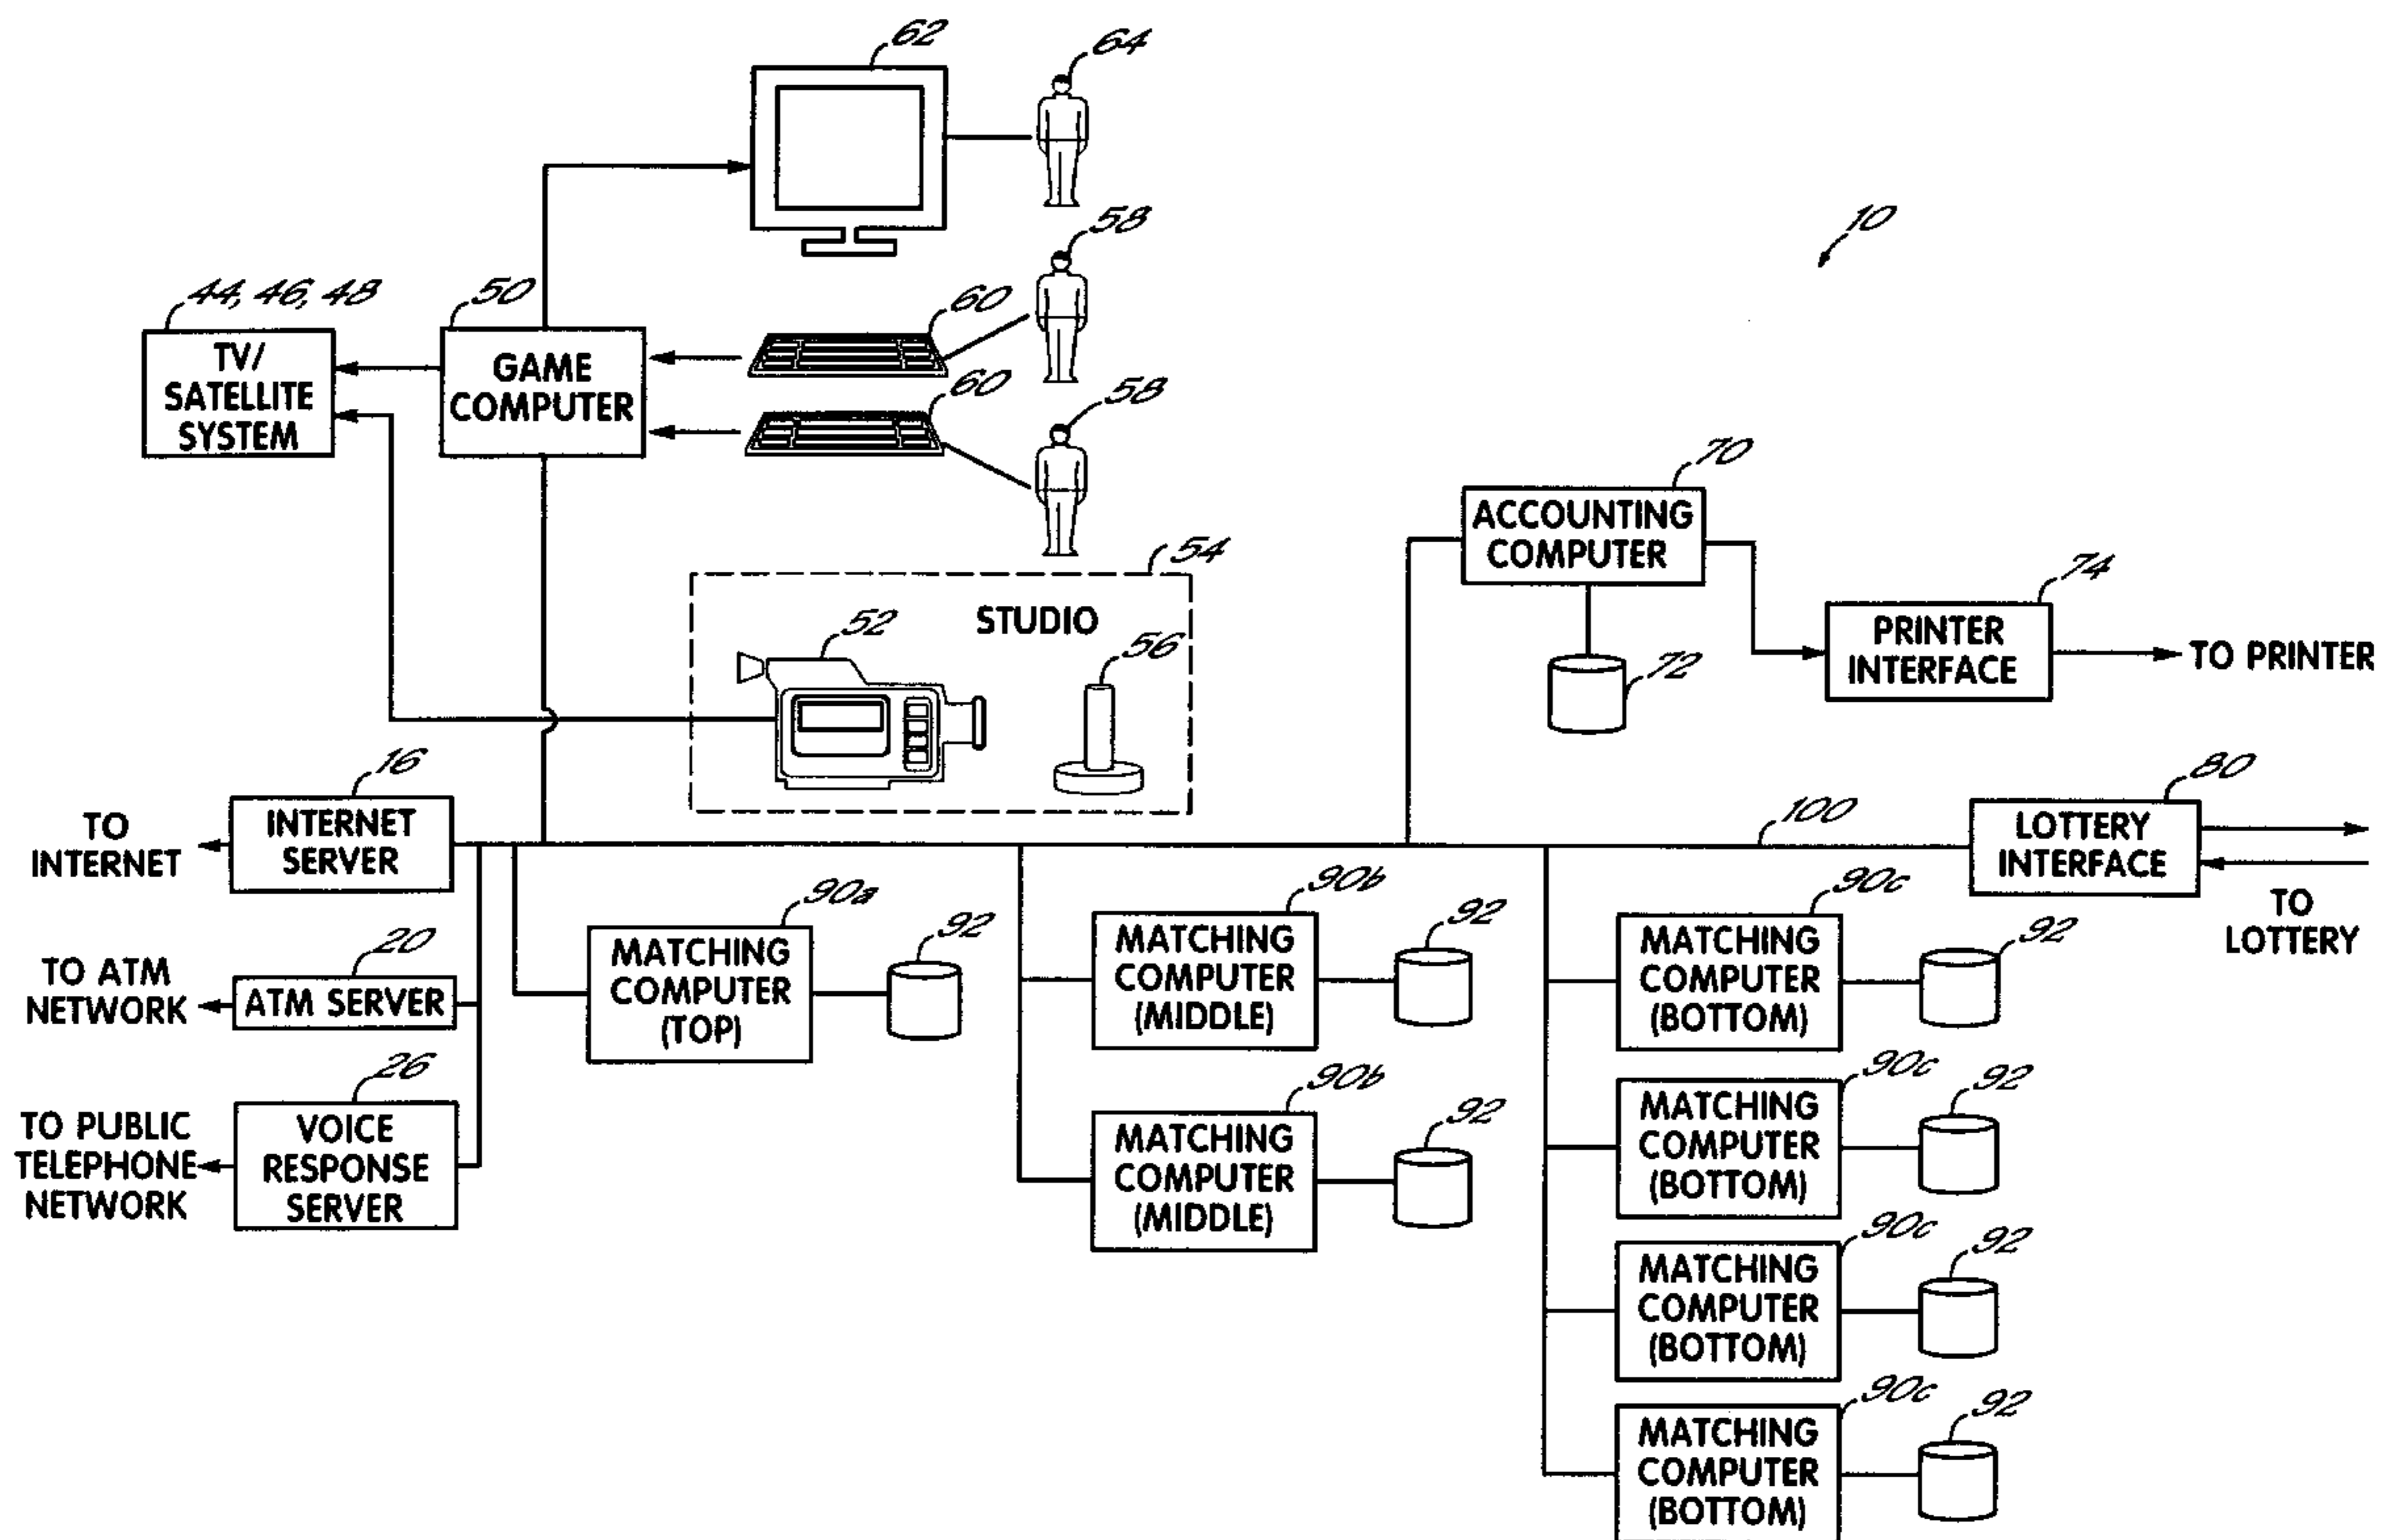 62
64
58
10
44, 46, 48
50
60
TV/
SATELLITE
SYSTEM
GAME
COMPUTER
60
58
70
ACCOUNTING
COMPUTER
54
STUDIO
52
56
72
74
PRINTER
INTERFACE
TO PRINTER
16
TO
INTERNET
INTERNET
SERVER
100
80
LOTTERY
INTERFACE
TO
LOTTERY
20
TO ATM
NETWORK
ATM SERVER
26
TO PUBLIC
TELEPHONE
NETWORK
VOICE
RESPONSE
SERVER
90a
MATCHING
COMPUTER
(TOP)
92
90b
MATCHING
COMPUTER
(MIDDLE)
92
90b
MATCHING
COMPUTER
(MIDDLE)
92
90c
MATCHING
COMPUTER
(BOTTOM)
92
90c
MATCHING
COMPUTER
(BOTTOM)
92
90c
MATCHING
COMPUTER
(BOTTOM)
92
90c
MATCHING
COMPUTER
(BOTTOM)
92